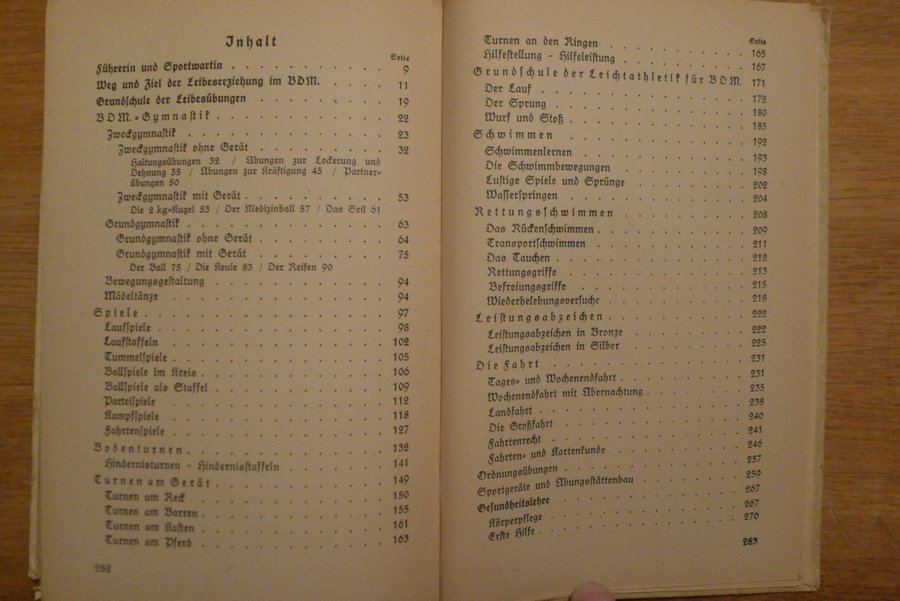 Inhalt
Seite
Führerin und Sportwartin 9
Weg und Ziel der Leibeserziehung im BDM. 11
Grundschule der Leibesübungen 19
BDM.-Gymnastik 22
Zweckgymnastik 23
Zweckgymnastik ohne Gerät 32
Haltungsübungen 32 / Übungen zur Lockerung und
Dehnung 35 / Übungen zur Kräftigung 45 / Partner-
übungen 50
Zweckgymnastik mit Gerät 53
Die 2 kg-Kugel 53 / Der Medizinball 57 / Das Seil 61
Grundgymnastik 63
Grundgymnastik ohne Gerät 64
Grundgymnastik mit Gerät 75
Der Ball 75 / Die Keule 83 / Der Reifen 90
Bewegungsgestaltung 94
Mädeltänze 94
Spiele 97
Laufspiele 98
Laufstaffeln 102
Tummelspiele 105
Ballspiele im Kreis 106
Ballspiele als Staffel 109
Parteispiele 112
Kampfspiele 118
Fahrtenspiele 127
Bodenturnen 132
Hindernisturnen - Hindernisstaffeln 141
Turnen am Gerät 149
Turnen am Reck 150
Turnen am Barren 155
Turnen am Kasten 161
Turnen am Pferd 163
282
Seite
Turnen an den Ringen 165
Hilfestellung - Hilfeleistung 167
Grundschule der Leichtathletik für BDM. 171
Der Lauf 172
Der Sprung 180
Wurf und Stoß 185
Schwimmen 192
Schwimmenlernen 193
Die Schwimmbewegungen 198
Lustige Spiele und Sprünge 202
Wasserspringen 204
Rettungsschwimmen 208
Das Rückenschwimmen 209
Transportschwimmen 211
Das Tauchen 212
Rettungsgriffe 213
Befreiungsgriffe 215
Wiederbelebungsversuche 218
Leistungsabzeichen 222
Leistungsabzeichen in Bronze 222
Leistungsabzeichen in Silber 225
Die Fahrt 231
Tages- und Wochenendfahrt 231
Wochenendfahrt mit Übernachtung 235
Landfahrt 238
Die Großfahrt 240
Fahrtenrecht 241
Fahrten- und Kartenkunde 246
Ordnungsübungen 257
Sportgeräte und Übungsstättenbau 259
Gesundheitslehre 267
Körperpflege 267
Erste Hilfe 270
283